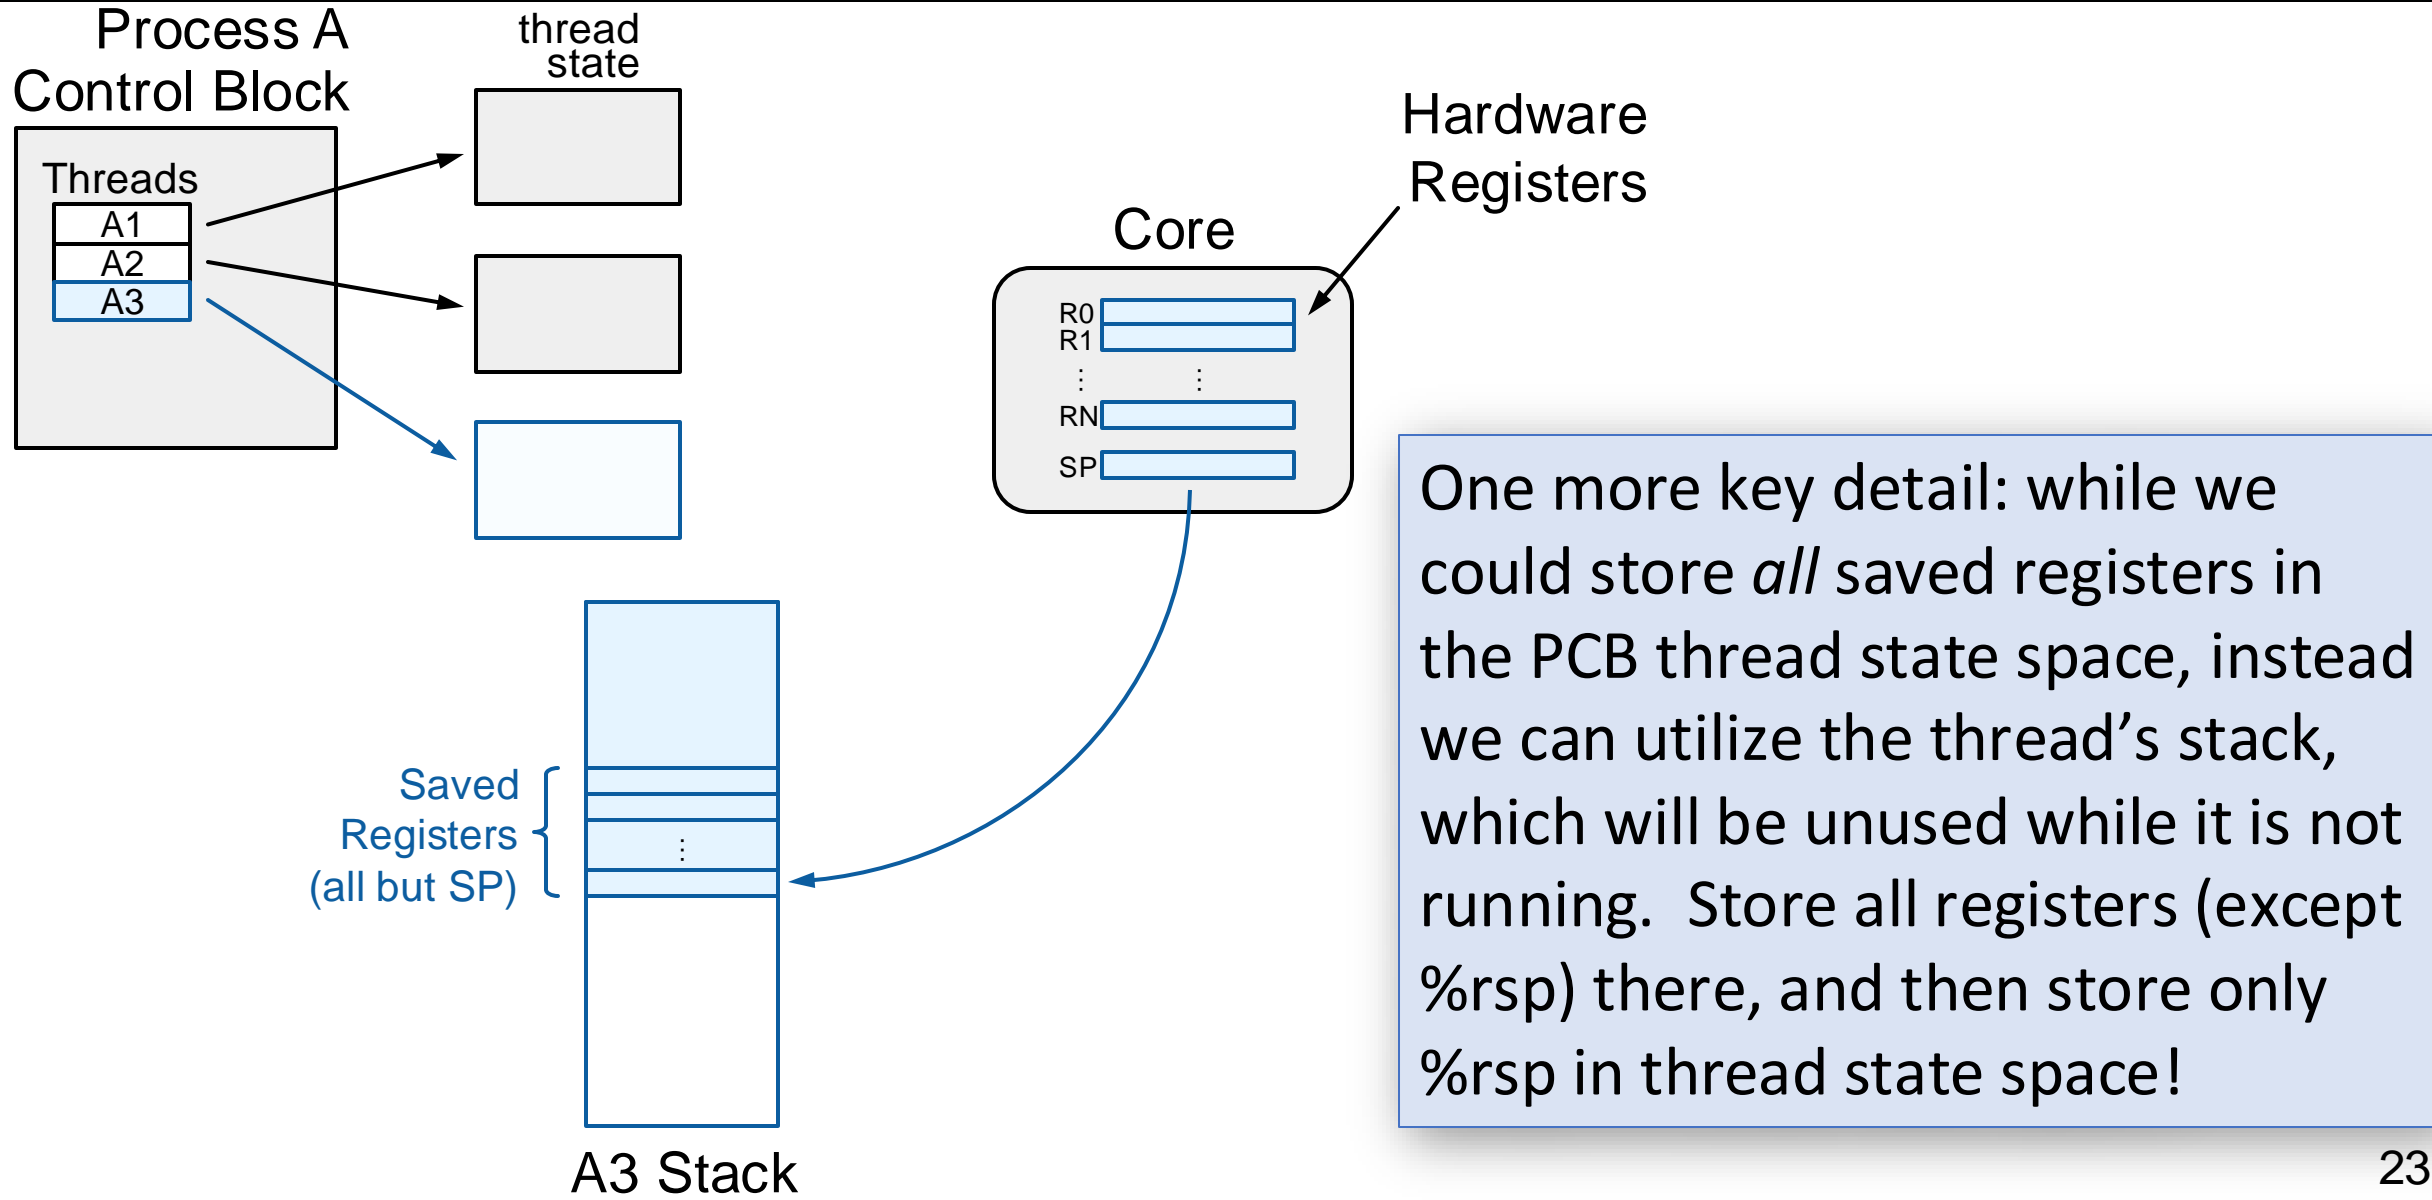 Process A
Control Block
thread
state
Threads
A1
A2
A3
Hardware
Registers
Core
R0
R1
⋮ ⋮
RN
SP
One more key detail: while we
could store all saved registers in
the PCB thread state space, instead
we can utilize the thread’s stack,
which will be unused while it is not
running.  Store all registers (except
%rsp) there, and then store only
%rsp in thread state space!
Saved
Registers
(all but SP)
⋮
A3 Stack
23